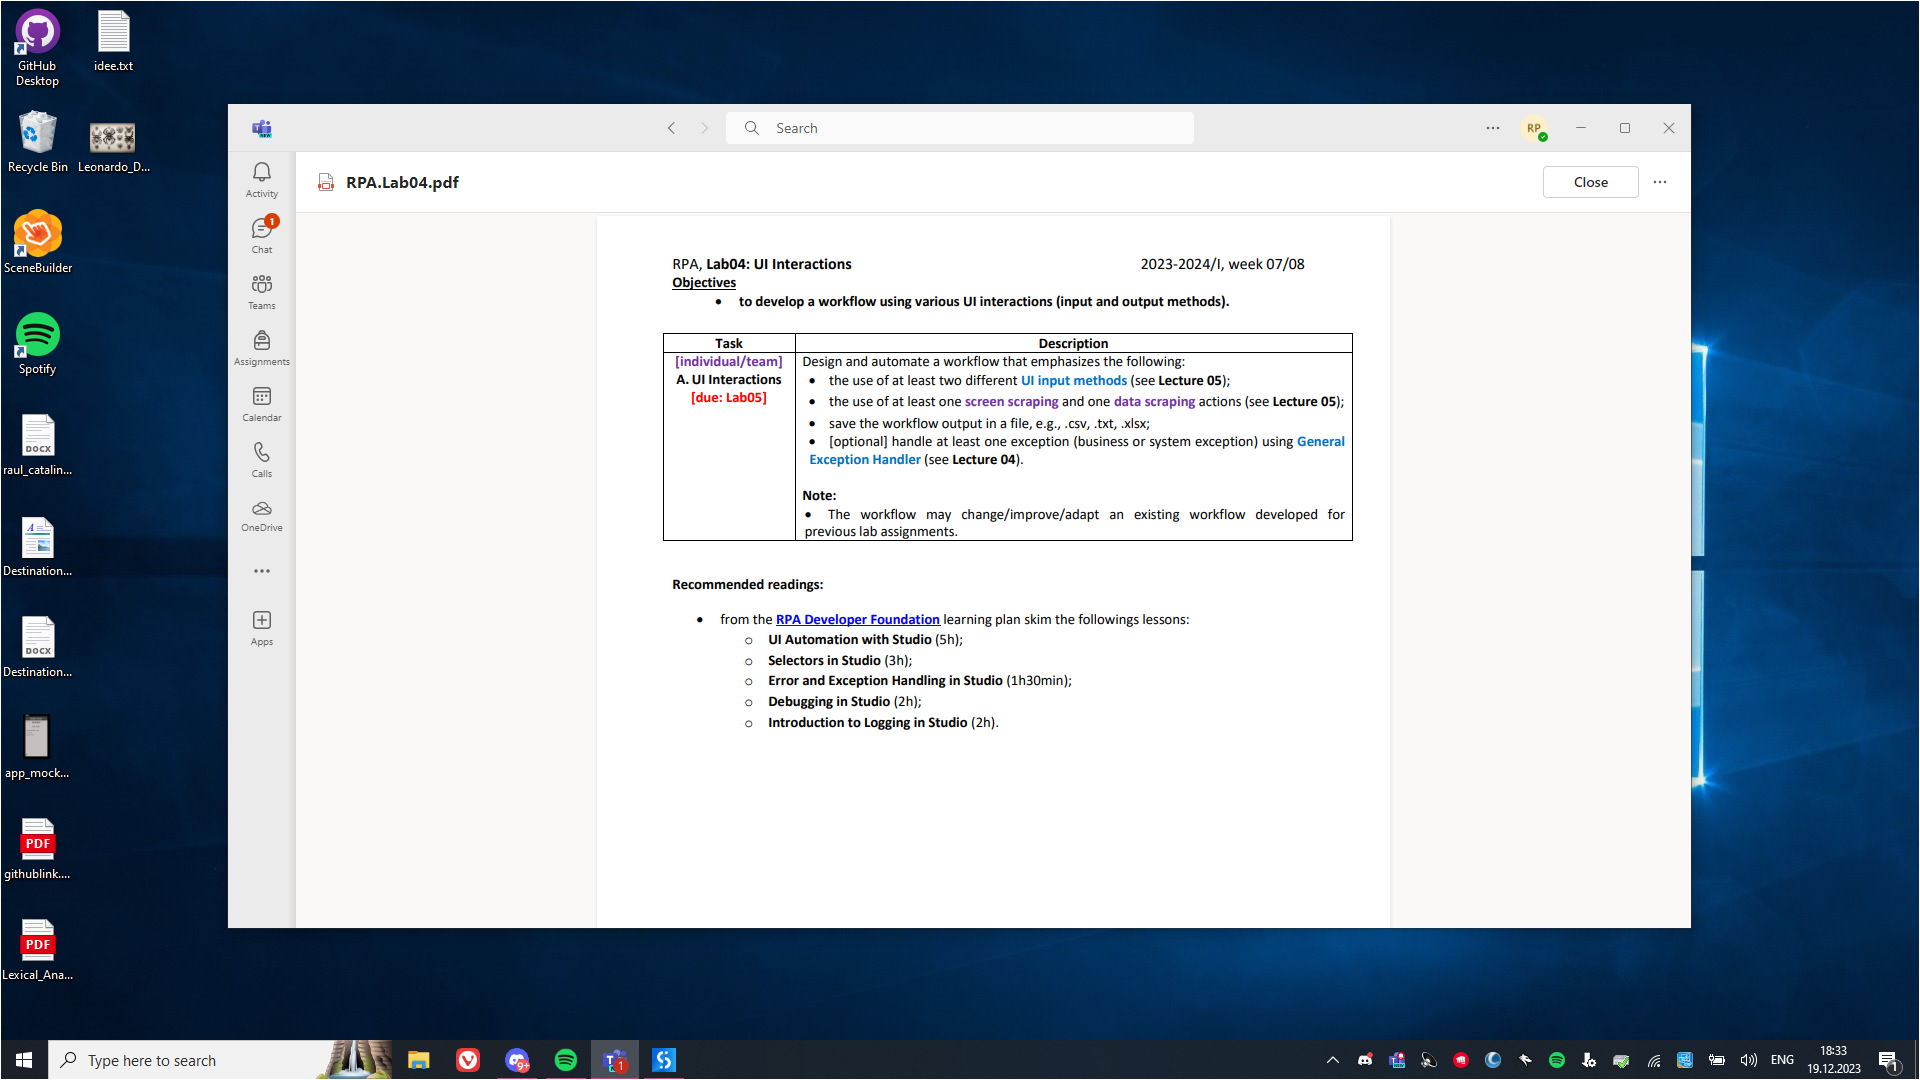 GitHub
Desktop
idee.txt
Recycle Bin
Leonardo_D...
SceneBuilder
Spotify
DOCX
raul_catalin...
Destination...
DOCX
Destination...
app_mock...
PDF
githublink....
PDF
Lexical_Ana...
Search
RP
Activity
1
Chat
Teams
Assignments
Calendar
Calls
OneDrive
Apps
RPA.Lab04.pdf
Close
RPA, Lab04: UI Interactions 2023-2024/I, week 07/08
Objectives
• to develop a workflow using various UI interactions (input and output methods).
Task Description
[individual/team]
A. UI Interactions
[due: Lab05]
Design and automate a workflow that emphasizes the following:
• the use of at least two different UI input methods (see Lecture 05);
• the use of at least one screen scraping and one data scraping actions (see Lecture 05);
• save the workflow output in a file, e.g., .csv, .txt, .xlsx;
• [optional] handle at least one exception (business or system exception) using General
Exception Handler (see Lecture 04).
Note:
• The workflow may change/improve/adapt an existing workflow developed for
previous lab assignments.
Recommended readings:
• from the RPA Developer Foundation learning plan skim the followings lessons:
o UI Automation with Studio (5h);
o Selectors in Studio (3h);
o Error and Exception Handling in Studio (1h30min);
o Debugging in Studio (2h);
o Introduction to Logging in Studio (2h).
Type here to search
9+
1
ENG
18:33
19.12.2023
1